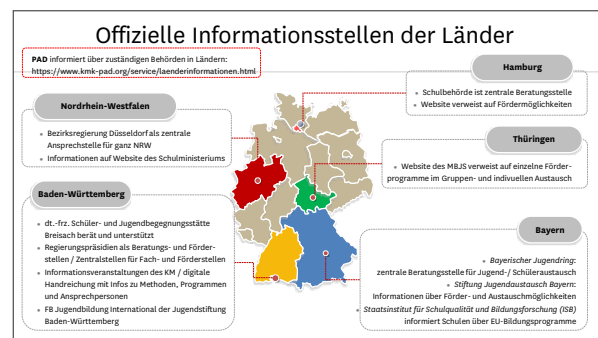 Offizielle Informationsstellen der Länder
PAD informiert über zuständigen Behörden in Ländern:
https://www.kmk-pad.org/service/laenderinformationen.html
Hamburg
• Schulbehörde ist zentrale Beratungsstelle
• Website verweist auf Fördermöglichkeiten
Nordrhein-Westfalen
• Bezirksregierung Düsseldorf als zentrale
Ansprechstelle für ganz NRW
• Informationen auf Website des Schulministeriums
Thüringen
• Website des MBJS verweist auf einzelne Förder-
programme im Gruppen- und indivuellen Austausch
Baden-Württemberg
• dt.-frz. Schüler- und Jugendbegegnungsstätte
Breisach berät und unterstützt
• Regierungspräsidien als Beratungs- und Förder-
stellen / Zentralstellen für Fach- und Förderstellen
• Informationsveranstaltungen des KM / digitale
Handreichung mit Infos zu Methoden, Programmen
und Ansprechpersonen
• FB Jugendbildung International der Jugendstiftung
Baden-Württemberg
Bayern
• Bayerischer Jugendring:
zentrale Beratungsstelle für Jugend-/ Schüleraustausch
• Stiftung Jugendaustausch Bayern:
Informationen über Förder- und Austauschmöglichkeiten
• Staatsinstitut für Schulqualität und Bildungsforschung (ISB)
informiert Schulen über EU-Bildungsprogramme